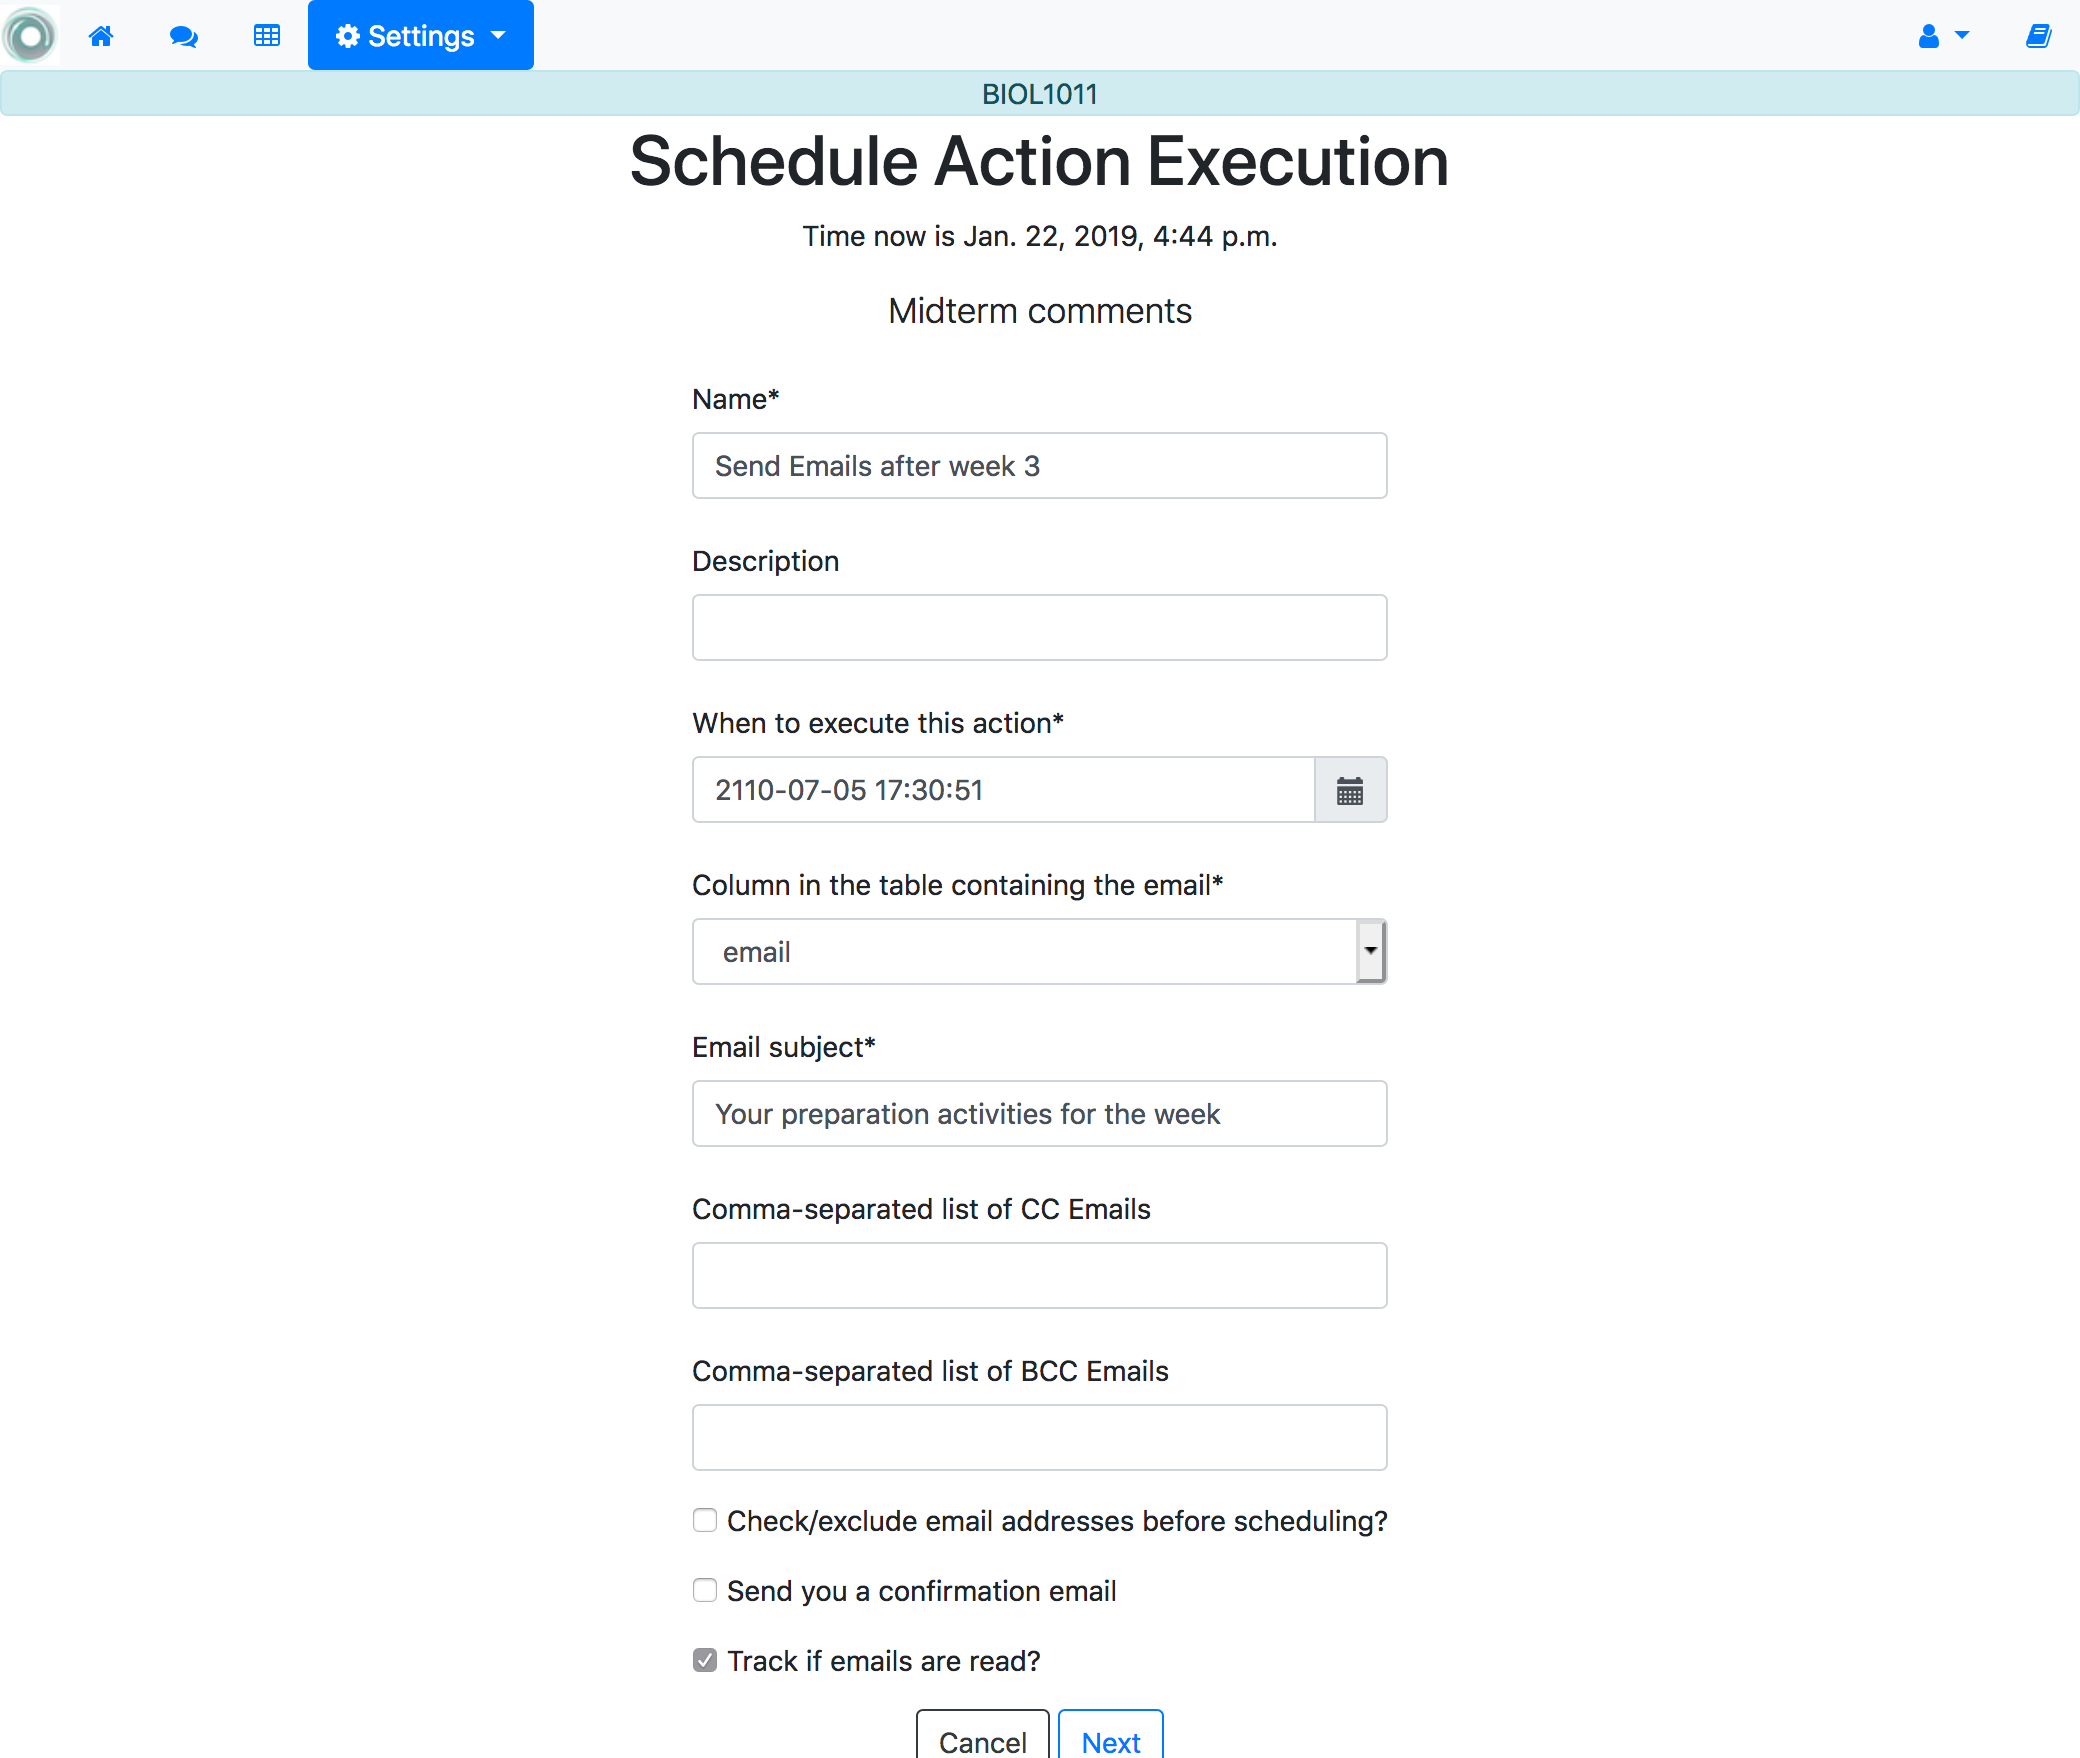 Settings
BIOL1011
Schedule Action Execution
Time now is Jan. 22, 2019, 4:44 p.m.
Midterm comments
Name*
Send Emails after week 3
Description
When to execute this action*
2110-07-05 17:30:51
Column in the table containing the email*
email
Email subject*
Your preparation activities for the week
Comma-separated list of CC Emails
Comma-separated list of BCC Emails
Check/exclude email addresses before scheduling?
Send you a confirmation email
Track if emails are read?
Cancel Next